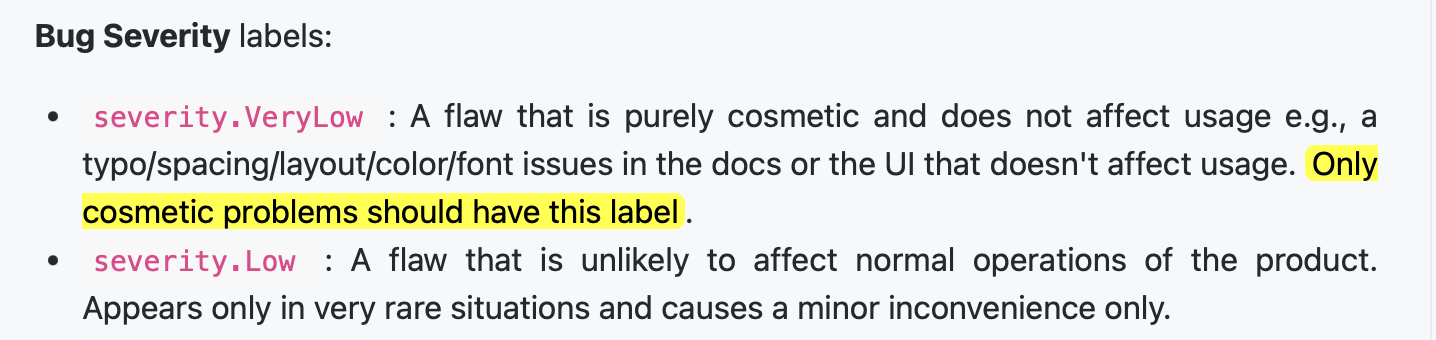 Bug Severity labels:
• severity.VeryLow : A flaw that is purely cosmetic and does not affect usage e.g., a
typo/spacing/layout/color/font issues in the docs or the UI that doesn't affect usage. Only
cosmetic problems should have this label.
• severity.Low : A flaw that is unlikely to affect normal operations of the product.
Appears only in very rare situations and causes a minor inconvenience only.